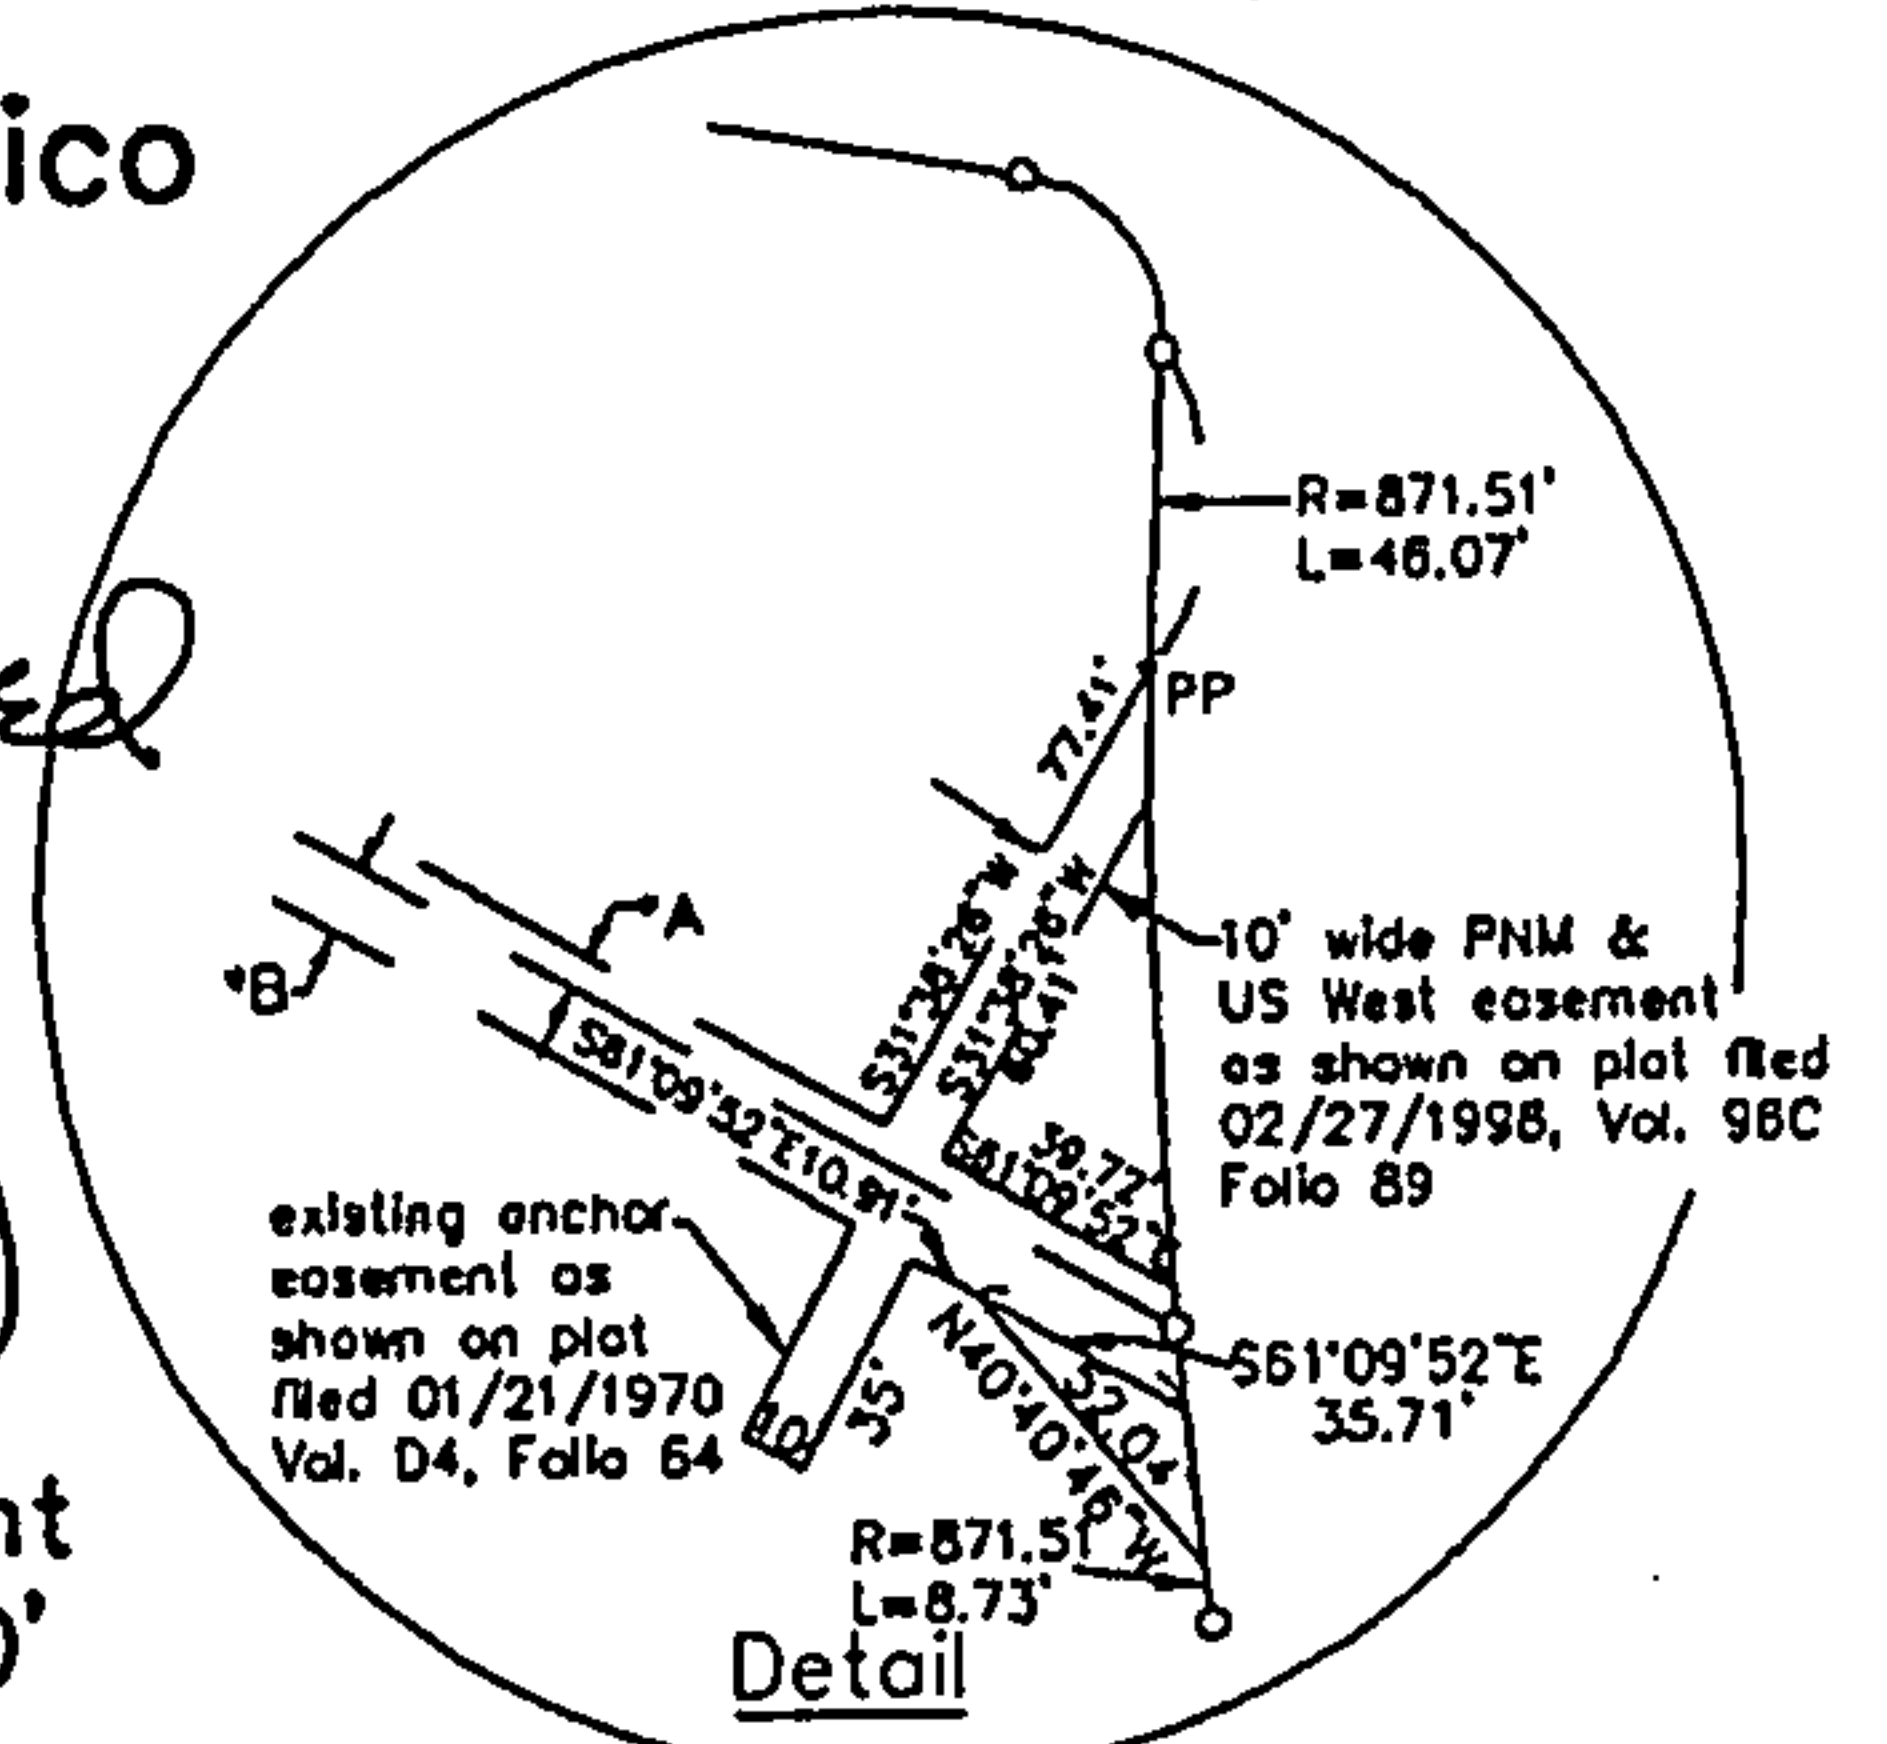 ico
R=871.51'
L=46.07'
77.41'
PP
A
"B
S31°38'26"W
S31°38'26"W
10' wide PNM &
US West easement
as shown on plat filed
02/27/1998, Vol. 96C
Folio 89
S61°09'52"E 10.91'
39.72'
S61°09'52"E
existing anchor
easement as
shown on plat
filed 01/21/1970
Vol. D4, Folio 64
10'
35'
N40°40'46"W
52.04
S61°09'52"E
35.71'
R=871.51'
L=8.73'
nt
Detail